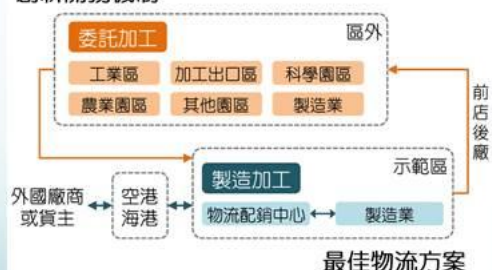 委託加工
區外
工業區 加工出口區 科學園區
農業園區 其他園區 製造業
前店後廠
示範區
製造加工
外國廠商
或貨主
空港
海港
物流配銷中心 製造業
最佳物流方案